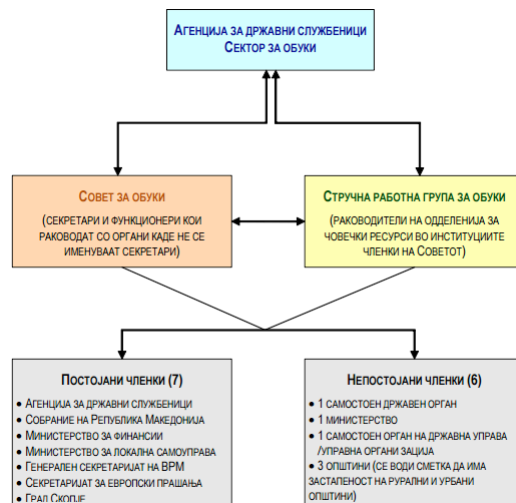 АГЕНЦИЈА ЗА ДРЖАВНИ СЛУЖБЕНИЦИ
СЕКТОР ЗА ОБУКИ
СОВЕТ ЗА ОБУКИ
(СЕКРЕТАРИ И ФУНКЦИОНЕРИ КОИ
РАКОВОДАТ СО ОРГАНИ КАДЕ НЕ СЕ
ИМЕНУВААТ СЕКРЕТАРИ)
СТРУЧНА РАБОТНА ГРУПА ЗА ОБУКИ
(РАКОВОДИТЕЛИ НА ОДДЕЛЕНИЈА ЗА
ЧОВЕЧКИ РЕСУРСИ ВО ИНСТИТУЦИИТЕ
ЧЛЕНКИ НА СОВЕТОТ)
ПОСТОЈАНИ ЧЛЕНКИ (7)
• АГЕНЦИЈА ЗА ДРЖАВНИ СЛУЖБЕНИЦИ
• СОБРАНИЕ НА РЕПУБЛИКА МАКЕДОНИЈА
• МИНИСТЕРСТВО ЗА ФИНАНСИИ
• МИНИСТЕРСТВО ЗА ЛОКАЛНА САМОУПРАВА
• ГЕНЕРАЛЕН СЕКРЕТАРИЈАТ НА ВРМ
• СЕКРЕТАРИЈАТ ЗА ЕВРОПСКИ ПРАШАЊА
• ГРАД СКОПЈЕ
НЕПОСТОЈАНИ ЧЛЕНКИ (6)
• 1 САМОСТОЕН ДРЖАВЕН ОРГАН
• 1 МИНИСТЕРСТВО
• 1 САМОСТОЕН ОРГАН НА ДРЖАВНА УПРАВА
/УПРАВНА ОРГАНИ ЗАЦИЈА
• 3 ОПШТИНИ (СЕ ВОДИ СМЕТКА ДА ИМА
ЗАСТАПЕНОСТ НА РУРАЛНИ И УРБАНИ
ОПШТИНИ)